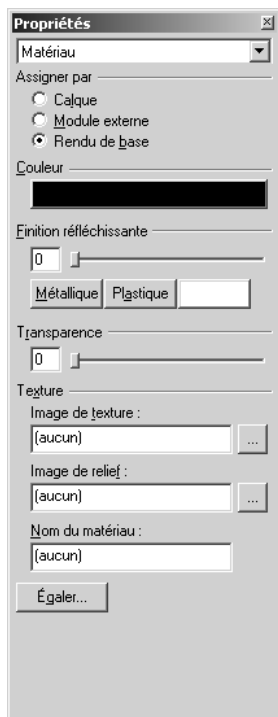 Propriétés
Matériau
Assigner par
Calque
Module externe
Rendu de base
Couleur
Finition réfléchissante
0
Métallique Plastique
Transparence
0
Texture
Image de texture :
(aucun) ...
Image de relief :
(aucun) ...
Nom du matériau :
(aucun)
Égaler...